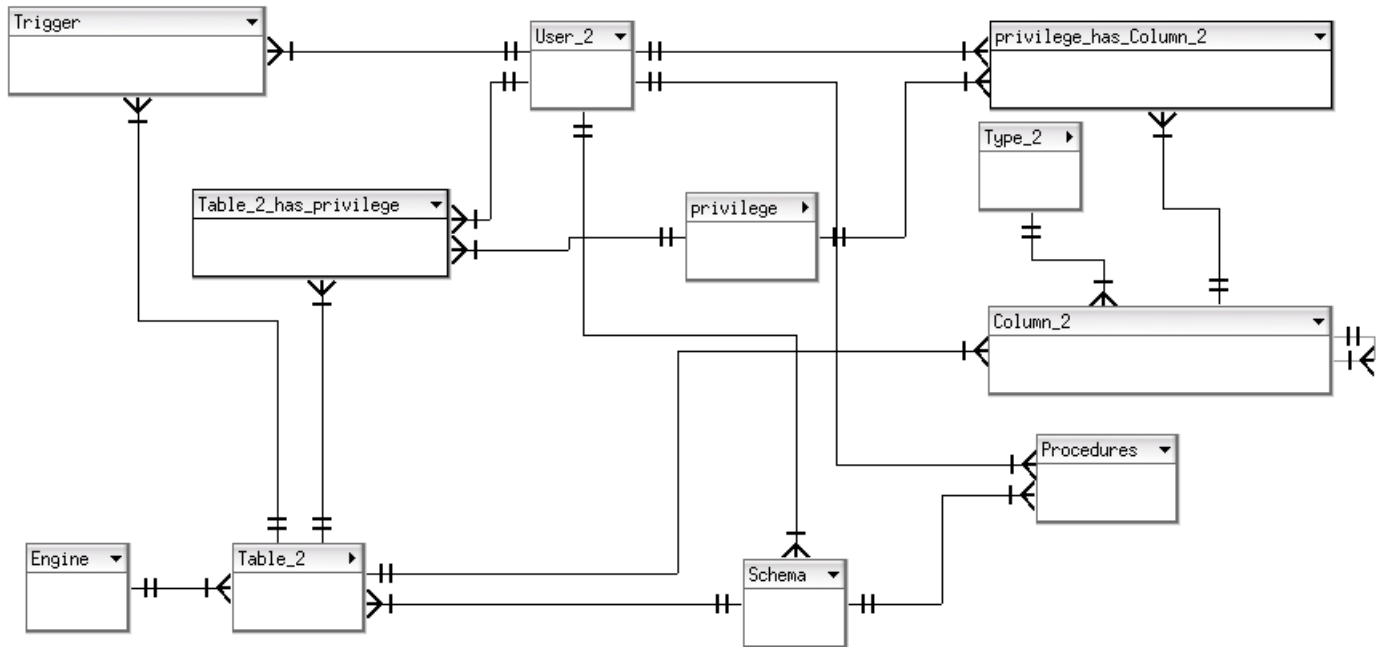 Trigger
User_2
privilege_has_Column_2
Type_2
Table_2_has_privilege
privilege
Column_2
Procedures
Engine
Table_2
Schema